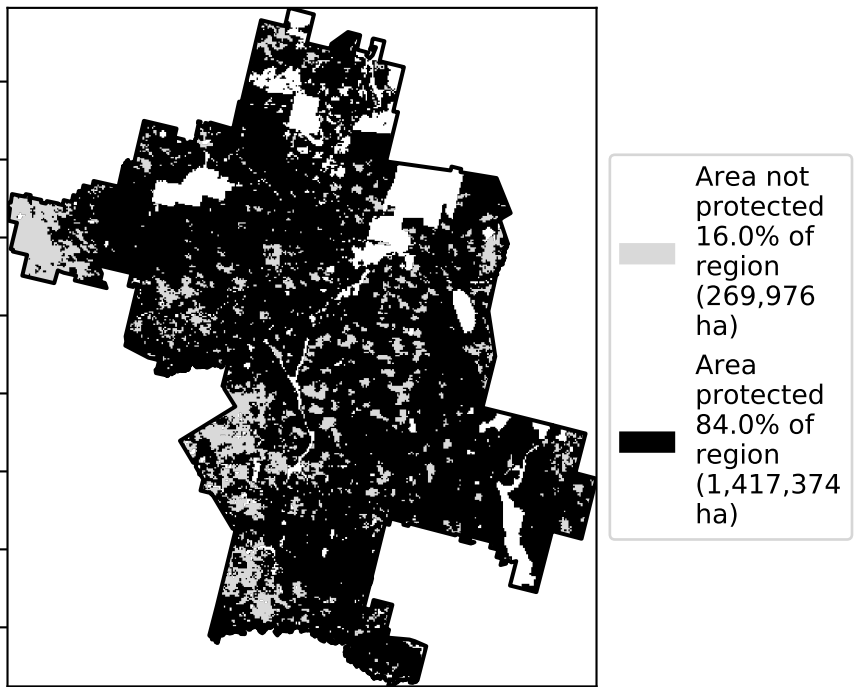 Area not
protected
16.0% of
region
(269,976
ha)
Area
protected
84.0% of
region
(1,417,374
ha)